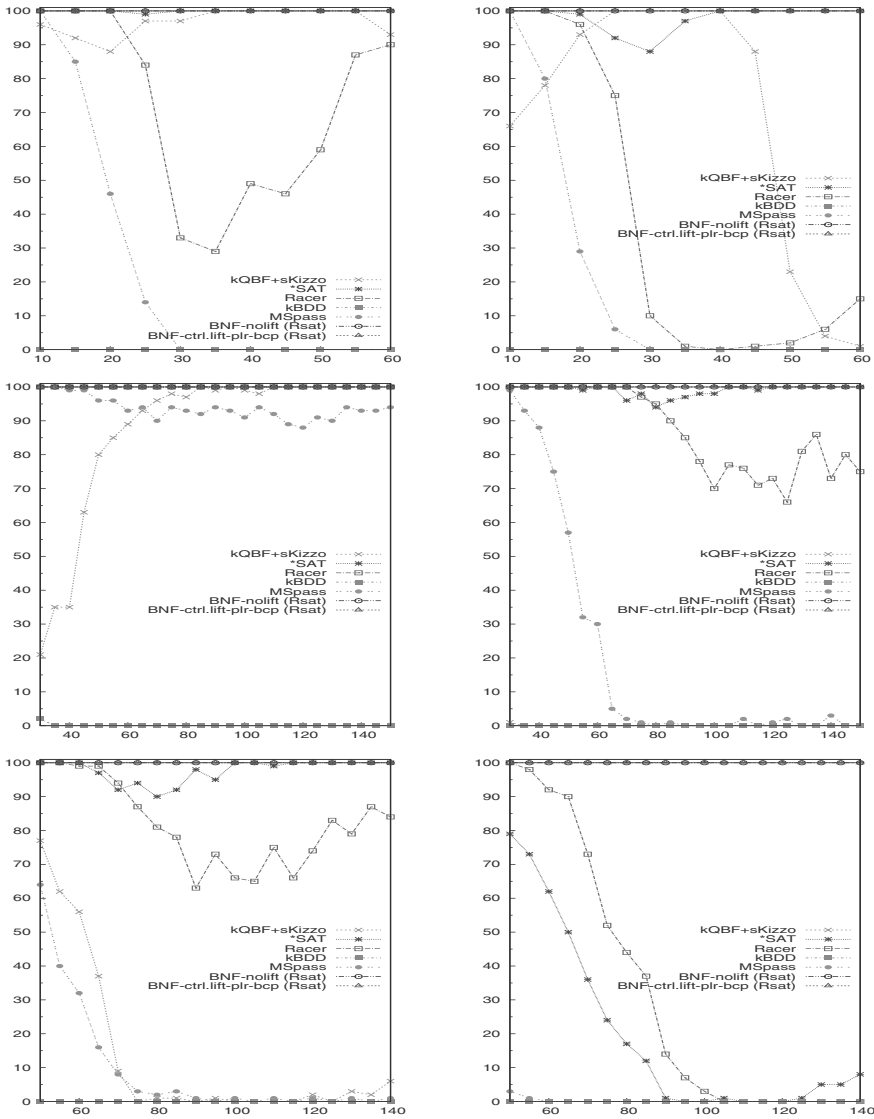 100
90
80
70
60
50
40
30
20
10
0
10 20 30 40 50 60
kQBF+sKizzo
*SAT
Racer
kBDD
MSpass
BNF-nolift (Rsat)
BNF-ctrl.lift-plr-bcp (Rsat)
100
90
80
70
60
50
40
30
20
10
0
10 20 30 40 50 60
kQBF+sKizzo
*SAT
Racer
kBDD
MSpass
BNF-nolift (Rsat)
BNF-ctrl.lift-plr-bcp (Rsat)
100
90
80
70
60
50
40
30
20
10
0
40 60 80 100 120 140
kQBF+sKizzo
*SAT
Racer
kBDD
MSpass
BNF-nolift (Rsat)
BNF-ctrl.lift-plr-bcp (Rsat)
100
90
80
70
60
50
40
30
20
10
0
40 60 80 100 120 140
kQBF+sKizzo
*SAT
Racer
kBDD
MSpass
BNF-nolift (Rsat)
BNF-ctrl.lift-plr-bcp (Rsat)
100
90
80
70
60
50
40
30
20
10
0
60 80 100 120 140
kQBF+sKizzo
*SAT
Racer
kBDD
MSpass
BNF-nolift (Rsat)
BNF-ctrl.lift-plr-bcp (Rsat)
100
90
80
70
60
50
40
30
20
10
0
60 80 100 120 140
kQBF+sKizzo
*SAT
Racer
kBDD
MSpass
BNF-nolift (Rsat)
BNF-ctrl.lift-plr-bcp (Rsat)